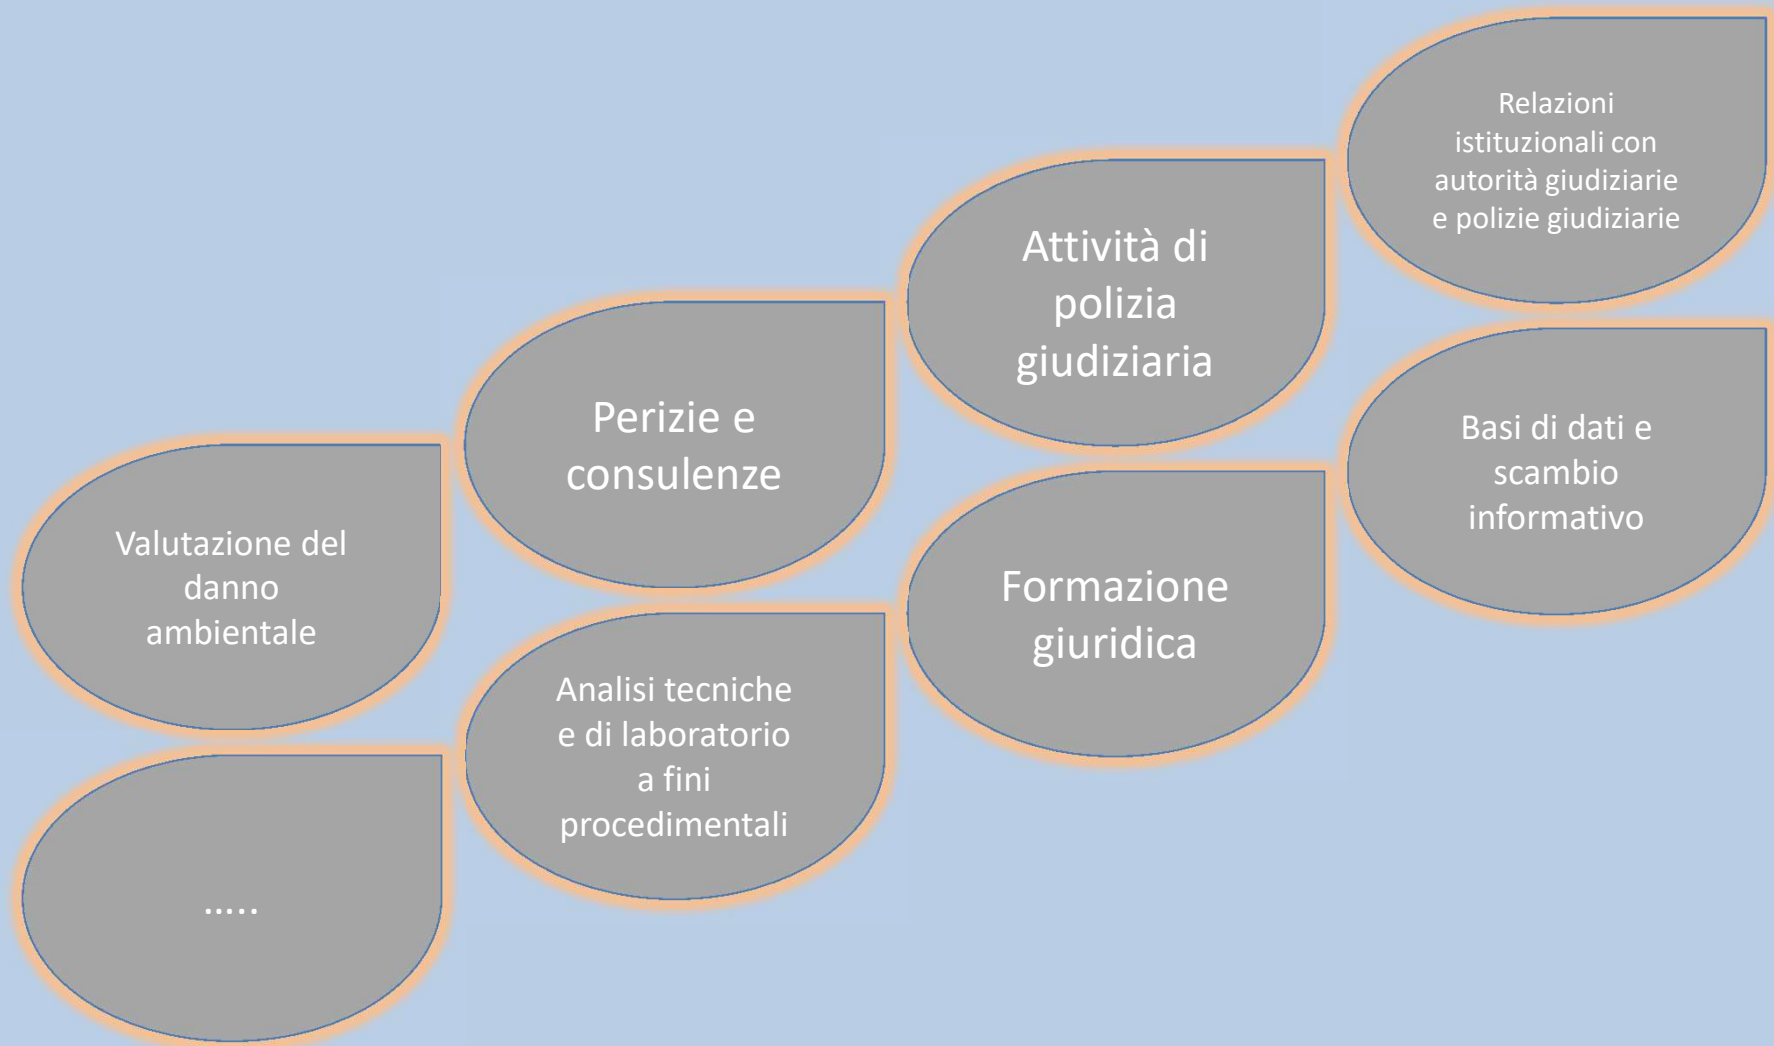 Relazioni
istituzionali con
autorità giudiziarie
e polizie giudiziarie
Attività di
polizia
giudiziaria
Perizie e
consulenze
Basi di dati e
scambio
informativo
Valutazione del
danno
ambientale
Formazione
giuridica
Analisi tecniche
e di laboratorio
a fini
procedimentali
.....